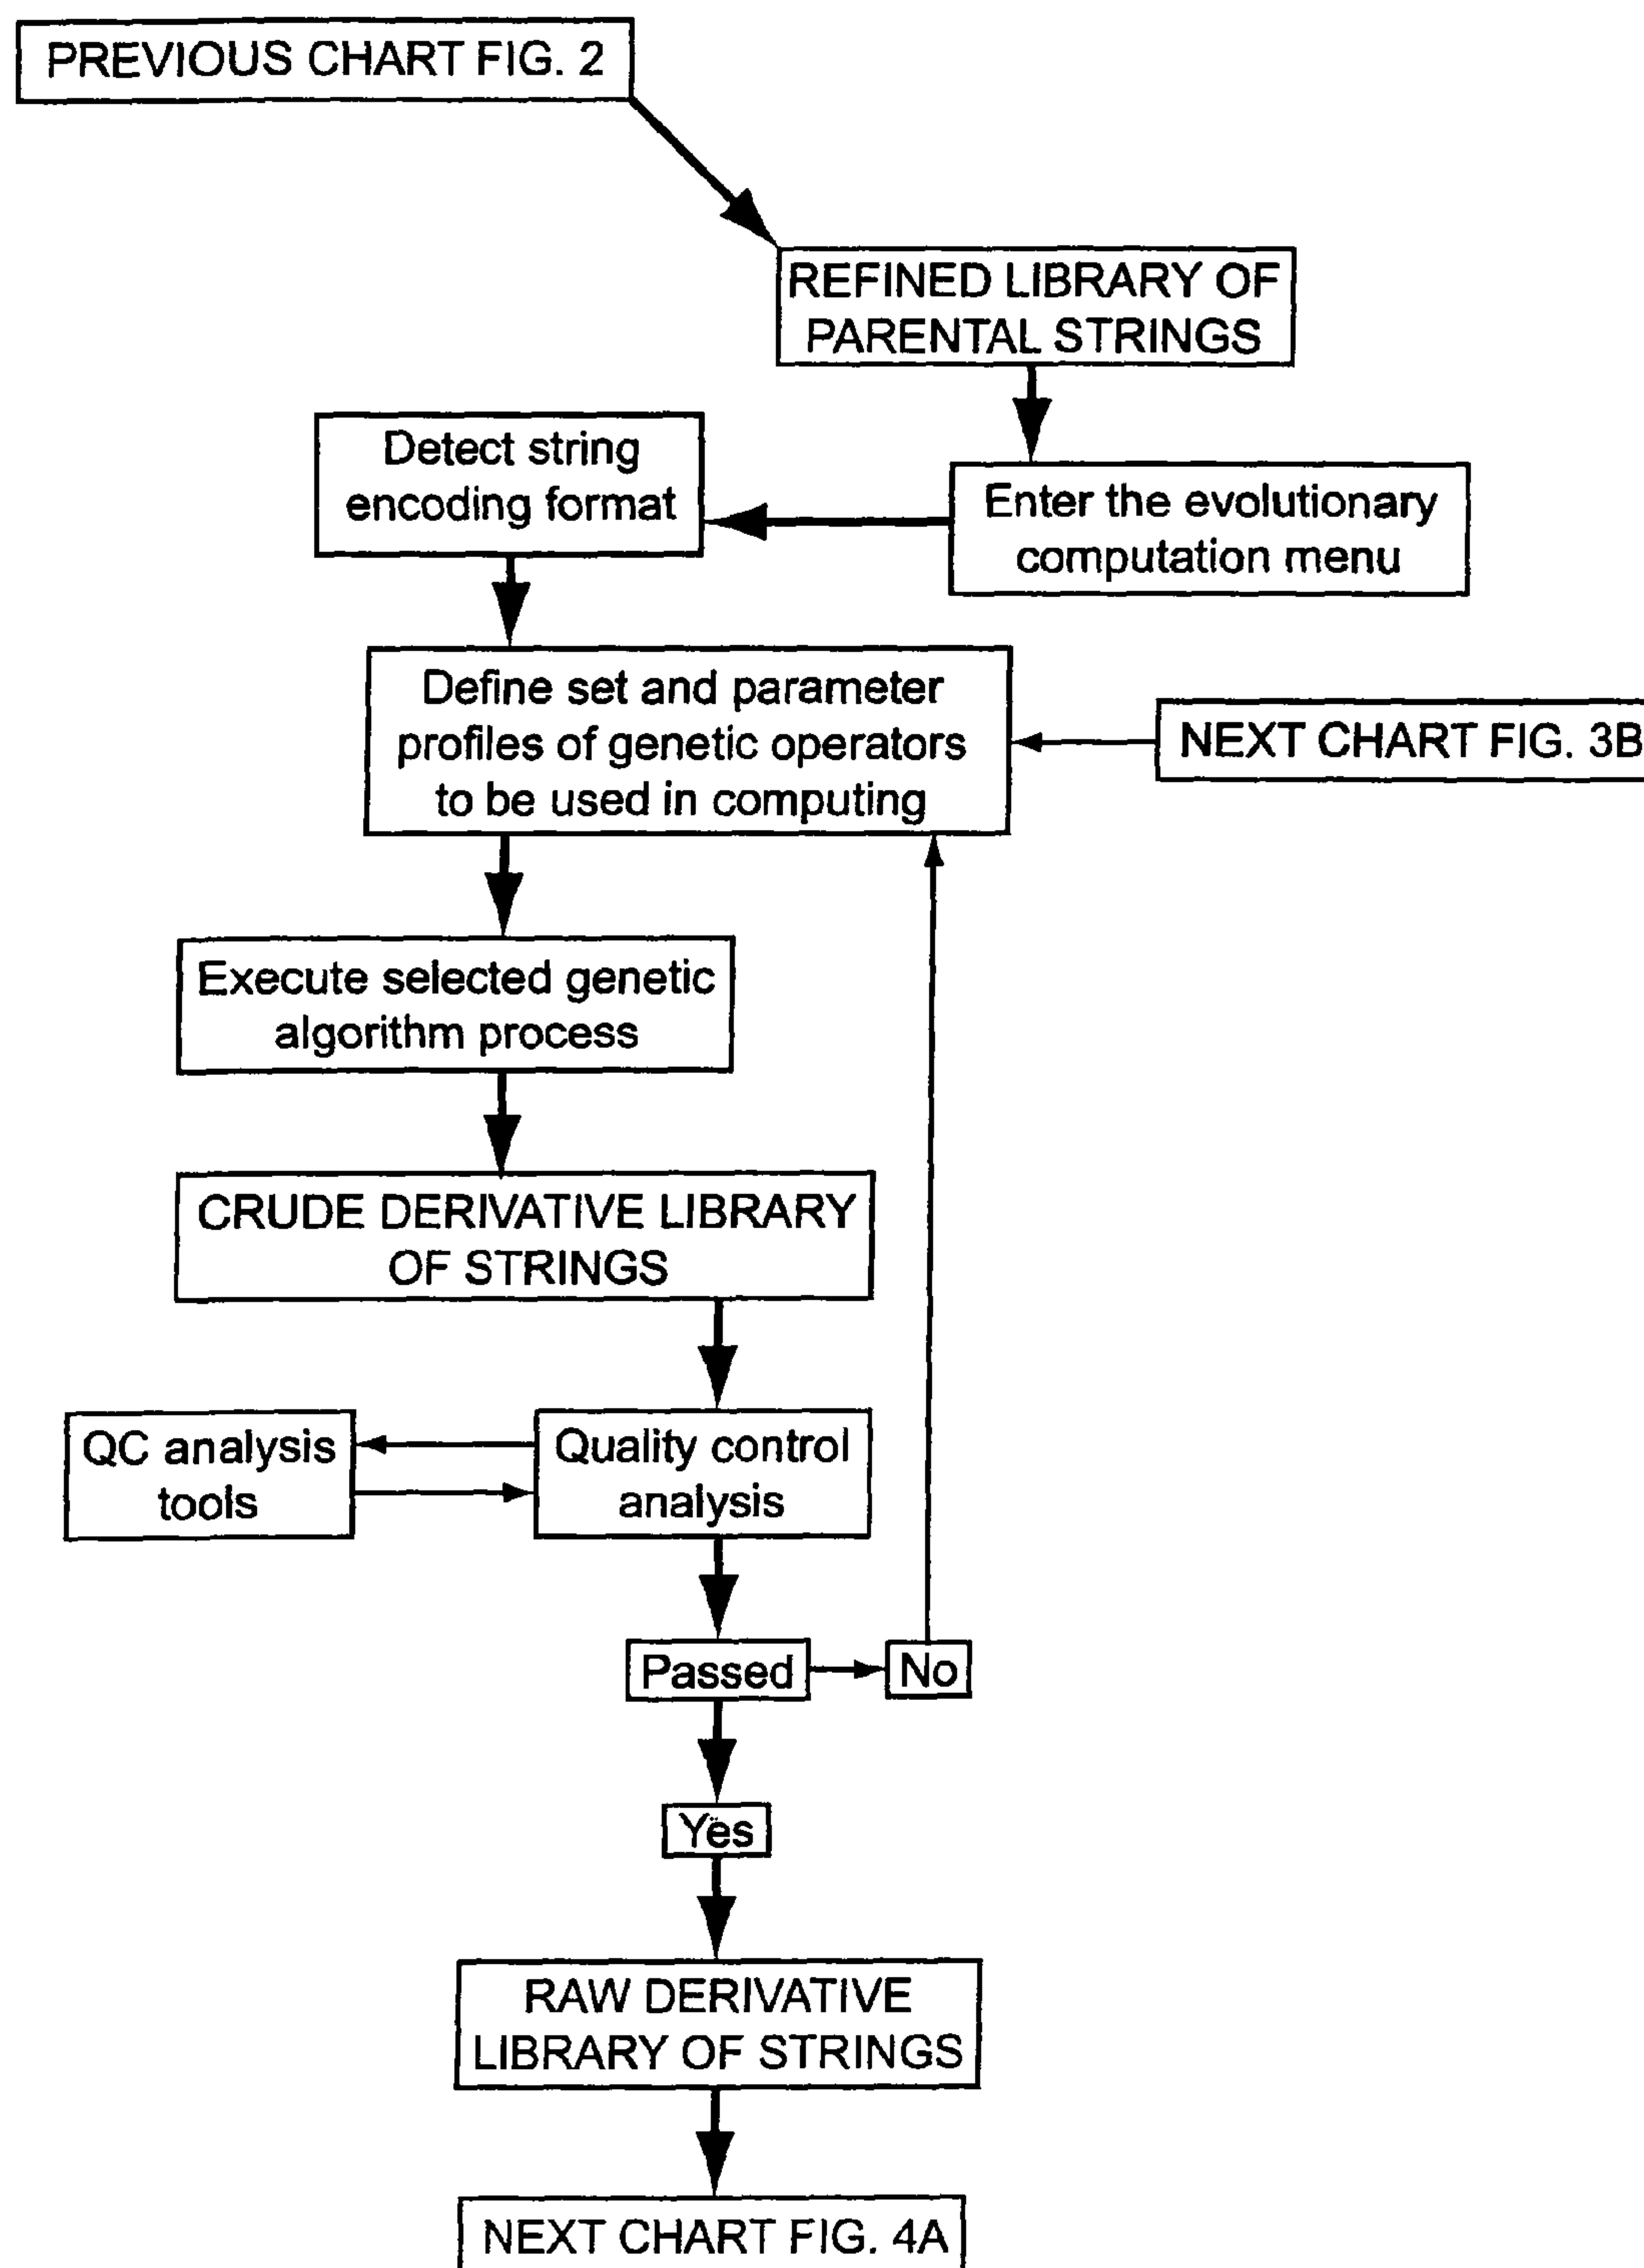 PREVIOUS CHART FIG. 2
REFINED LIBRARY OF
PARENTAL STRINGS
Detect string
encoding format
Enter the evolutionary
computation menu
Define set and parameter
profiles of genetic operators
to be used in computing
NEXT CHART FIG. 3B
Execute selected genetic
algorithm process
CRUDE DERIVATIVE LIBRARY
OF STRINGS
QC analysis
tools
Quality control
analysis
Passed
No
Yes
RAW DERIVATIVE
LIBRARY OF STRINGS
NEXT CHART FIG. 4A